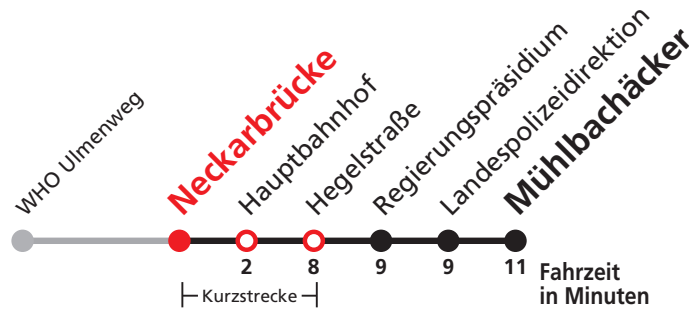 WHO Ulmenweg
Neckarbrücke
Hauptbahnhof
Hegelstraße
Regierungspräsidium
Landespolizeidirektion
Mühlbachäcker
2
8
9
9
11
Fahrzeit
in Minuten
Kurzstrecke